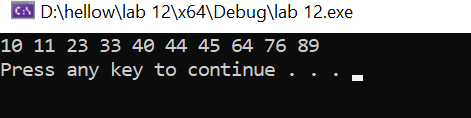 D:\hellow\lab 12\x64\Debug\lab 12.exe
10 11 23 33 40 44 45 64 76 89
Press any key to continue . . .